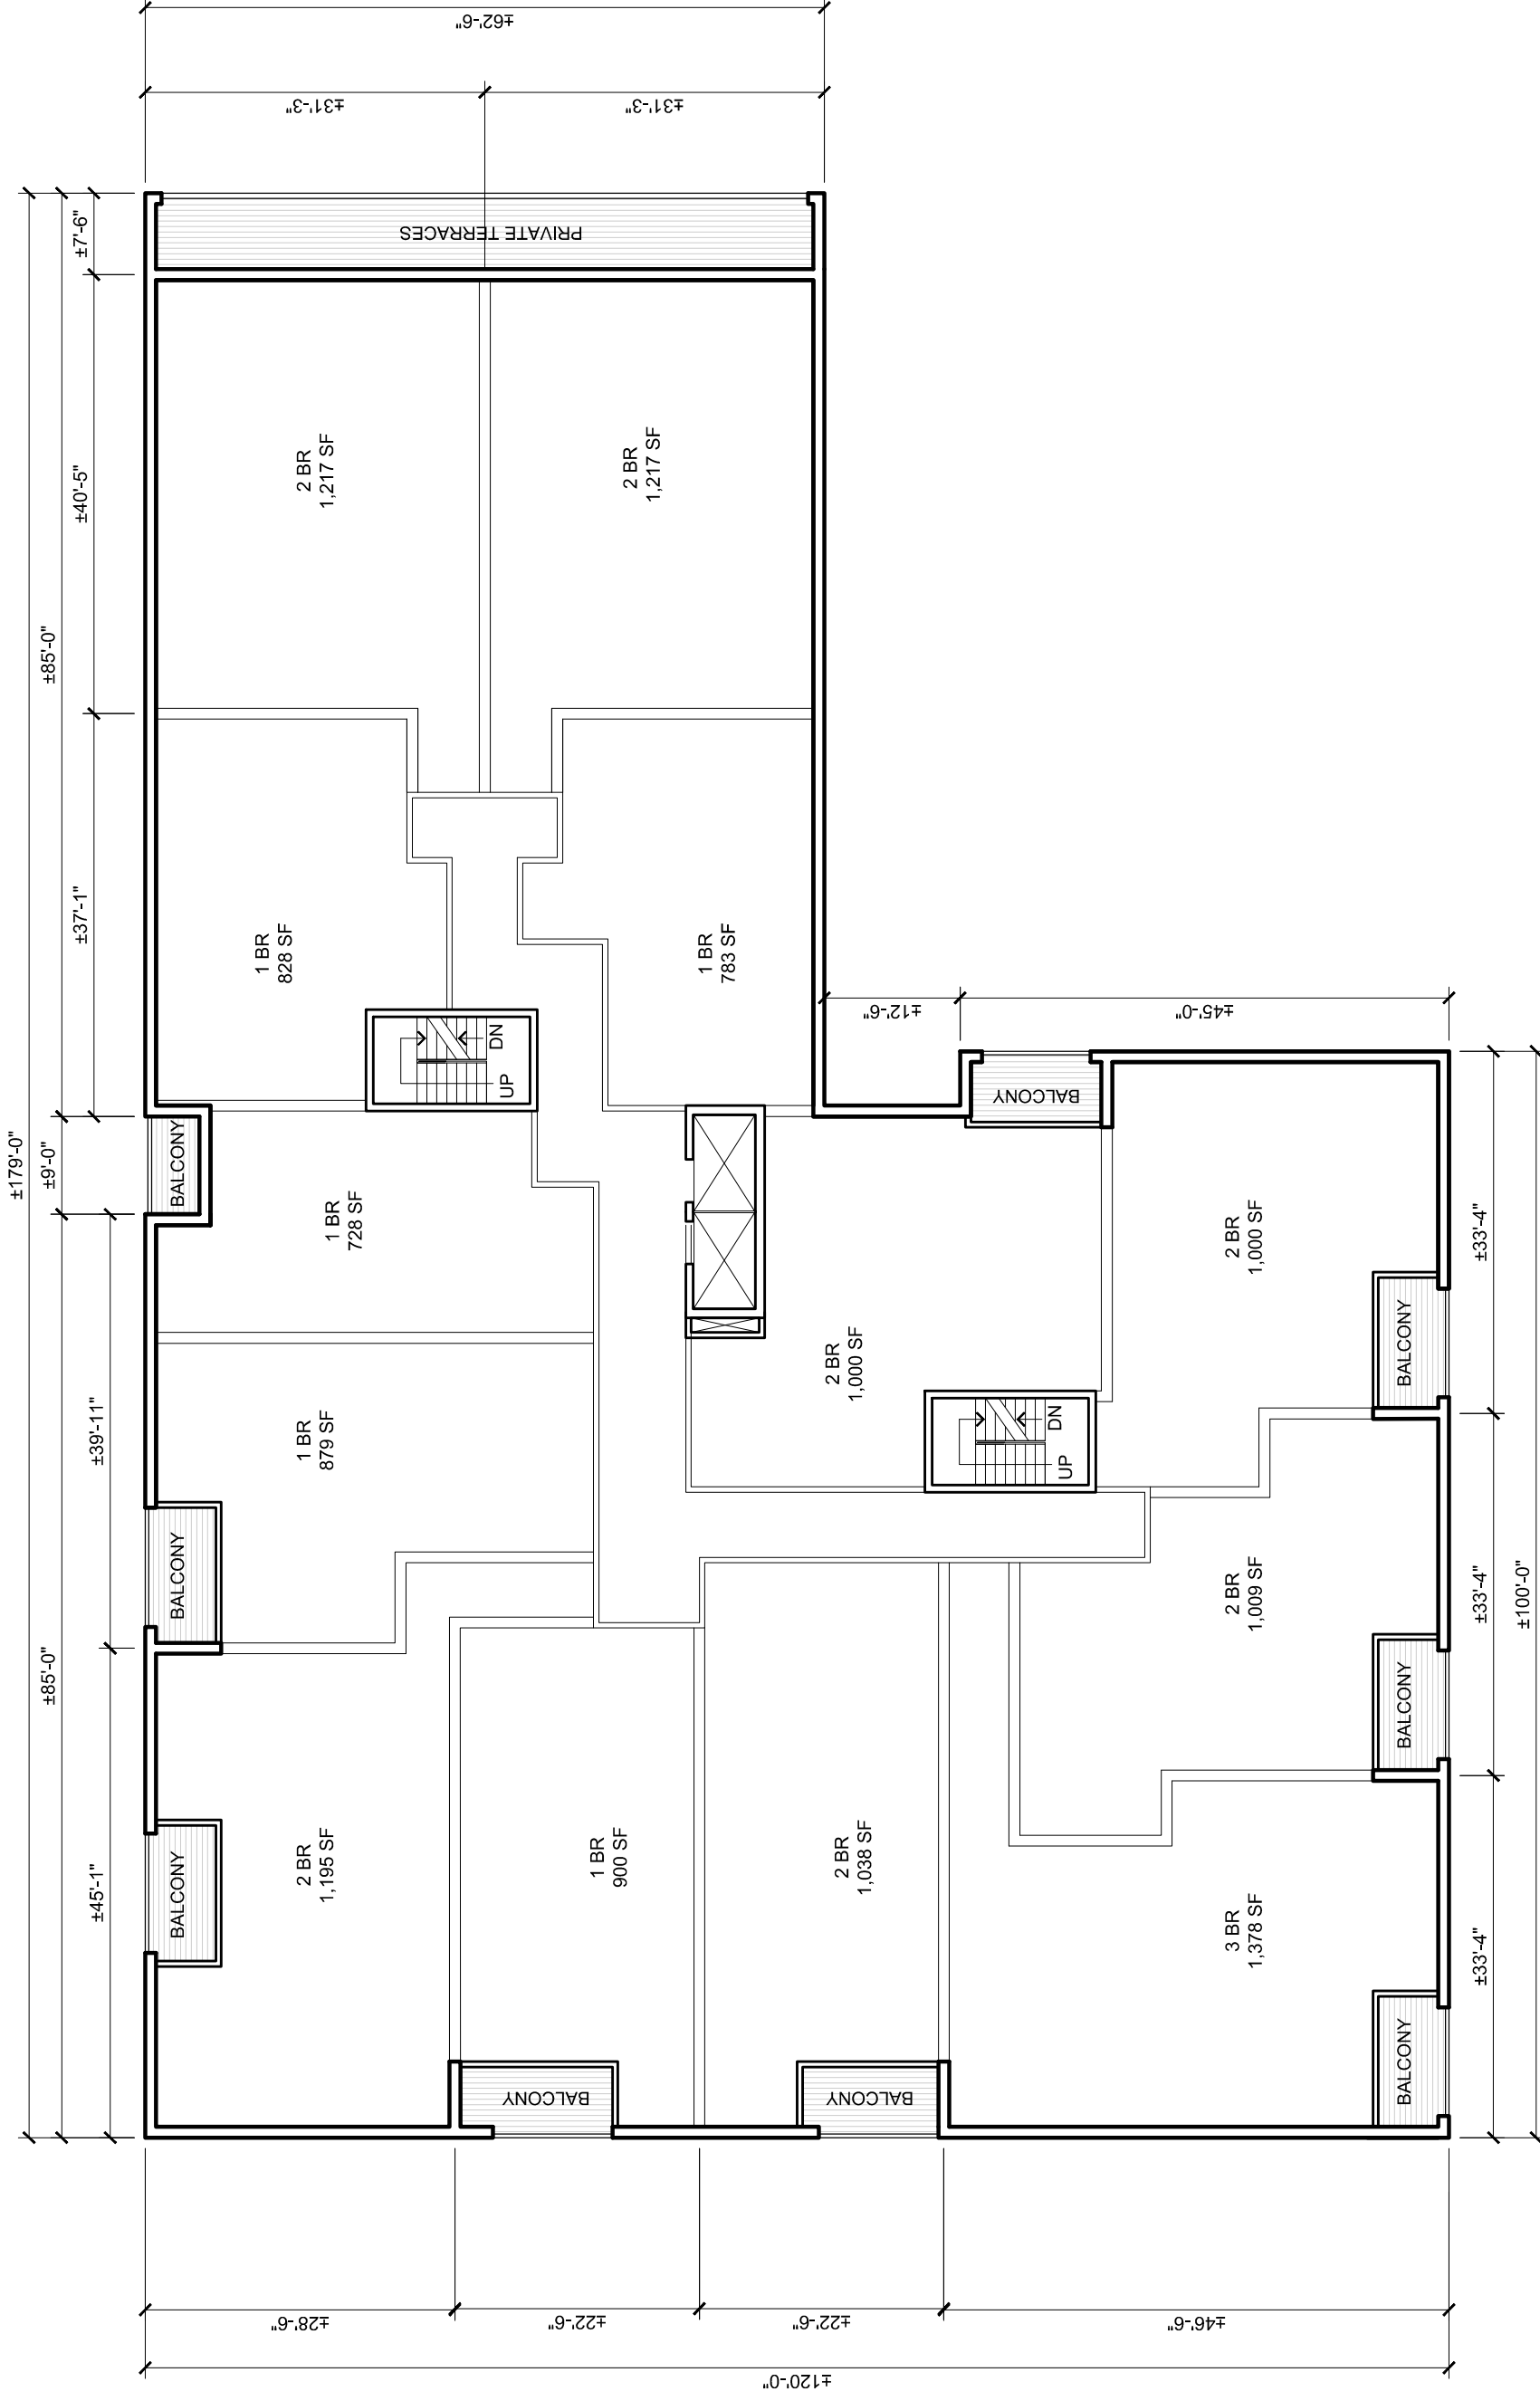 ±62'-6"
±31'-3"
±31'-3"
±179'-0"
±85'-0"
±9'-0"
±85'-0"
±7'-6"
±40'-5"
±37'-1"
±39'-11"
±45'-1"
PRIVATE TERRACES
2 BR
1,217 SF
2 BR
1,217 SF
1 BR
828 SF
1 BR
783 SF
UP
DN
±12'-6"
±45'-0"
BALCONY
BALCONY
1 BR
728 SF
2 BR
1,000 SF
2 BR
1,000 SF
BALCONY
UP
DN
1 BR
879 SF
BALCONY
2 BR
1,009 SF
BALCONY
2 BR
1,195 SF
BALCONY
1 BR
900 SF
2 BR
1,038 SF
3 BR
1,378 SF
BALCONY
BALCONY
BALCONY
±33'-4"
±33'-4"
±33'-4"
±100'-0"
±28'-6"
±22'-6"
±22'-6"
±46'-6"
±120'-0"